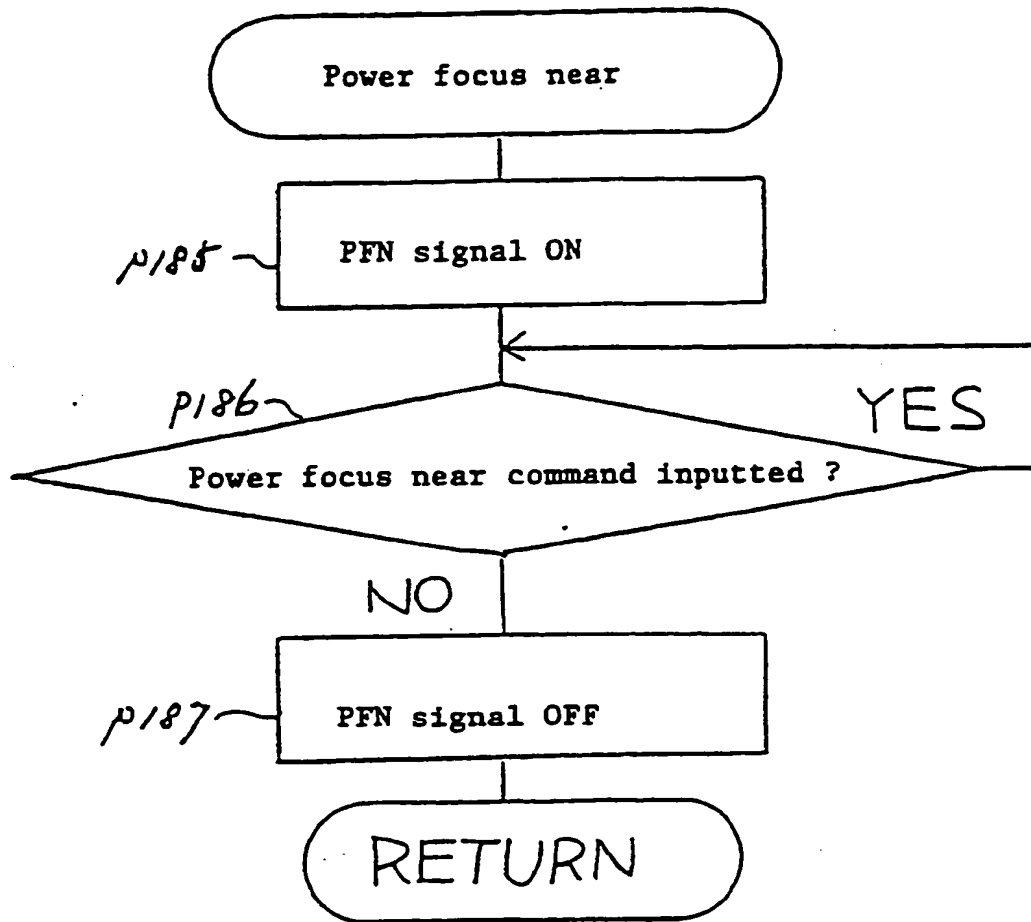 Power focus near
p185
PFN signal ON
p186
YES
Power focus near command inputted ?
NO
p187
PFN signal OFF
RETURN